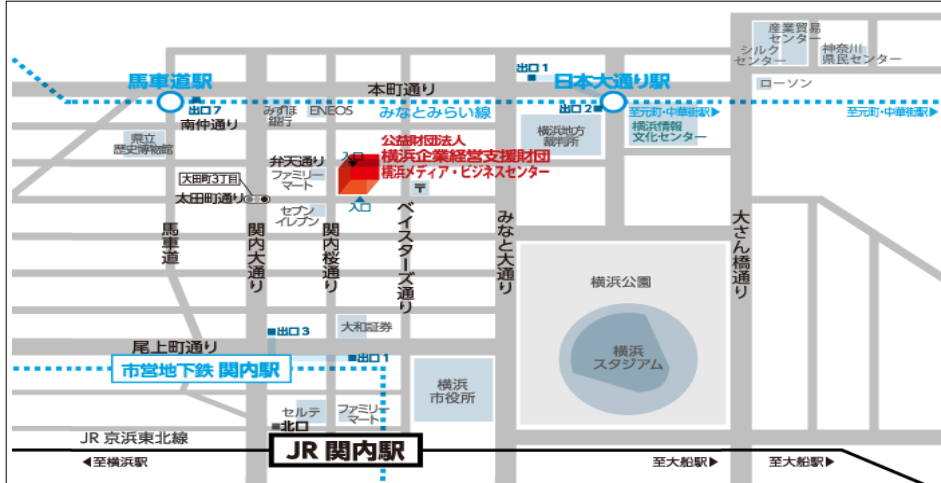 産業貿易
センター
シルク
センター
神奈川
県民センター
ローソン
馬車道駅
出口1
日本大通り駅
本町通り
出口7
出口2
みなとみらい線
至元町・中華街駅▶
至元町・中華街駅▶
南仲通り
みずほ
銀行
ENEOS
横浜地方
裁判所
横浜情報
文化センター
県立
歴史博物館
公益財団法人
横浜企業経営支援財団
横浜メディア・ビジネスセンター
入口
弁天通り
ファミリー
マート
〒
大田町3丁目
太田町通り
入口
セブン
イレブン
馬車道
関内大通り
関内桜通り
ベイスターズ通り
みなと大通り
大さん橋通り
横浜公園
横浜
スタジアム
出口3
大和証券
尾上町通り
出口1
市営地下鉄 関内駅
横浜
市役所
セルテ
ファミリー
マート
北口
JR 京浜東北線
JR 関内駅
◀至横浜駅
至大船駅▶
至大船駅▶